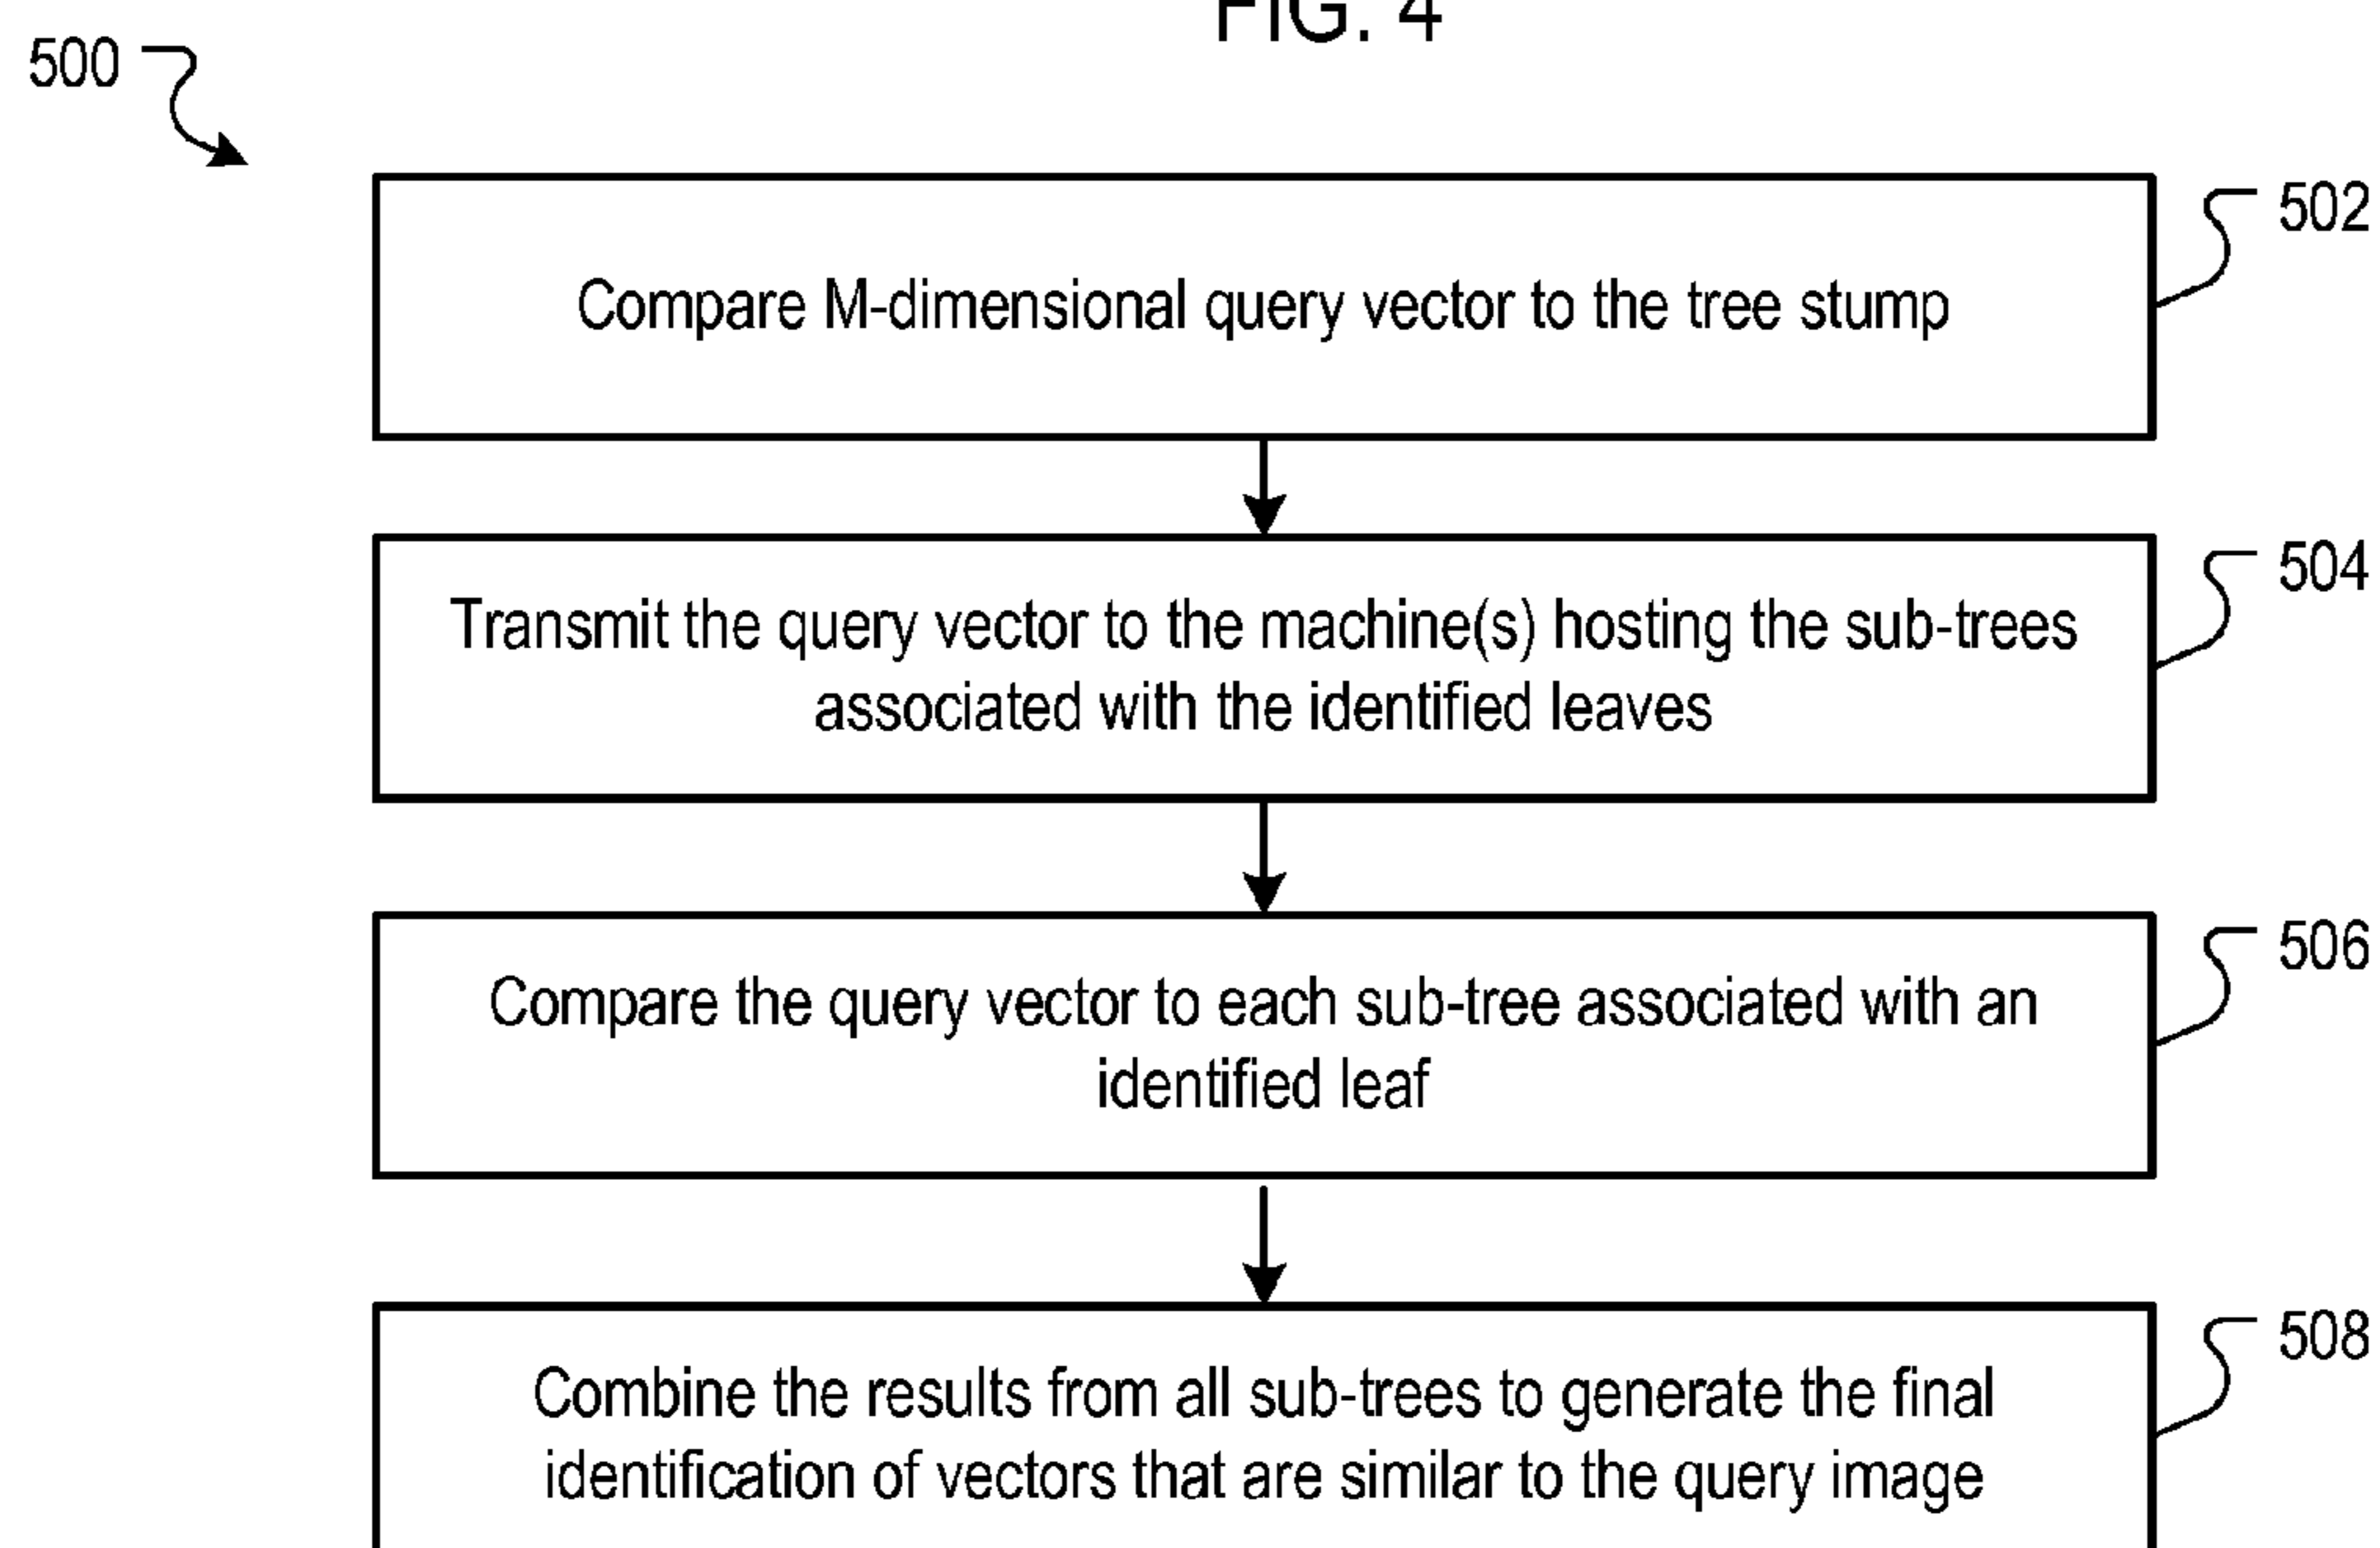 FIG. 4
500
502
Compare M-dimensional query vector to the tree stump
504
Transmit the query vector to the machine(s) hosting the sub-trees
associated with the identified leaves
506
Compare the query vector to each sub-tree associated with an
identified leaf
508
Combine the results from all sub-trees to generate the final
identification of vectors that are similar to the query image